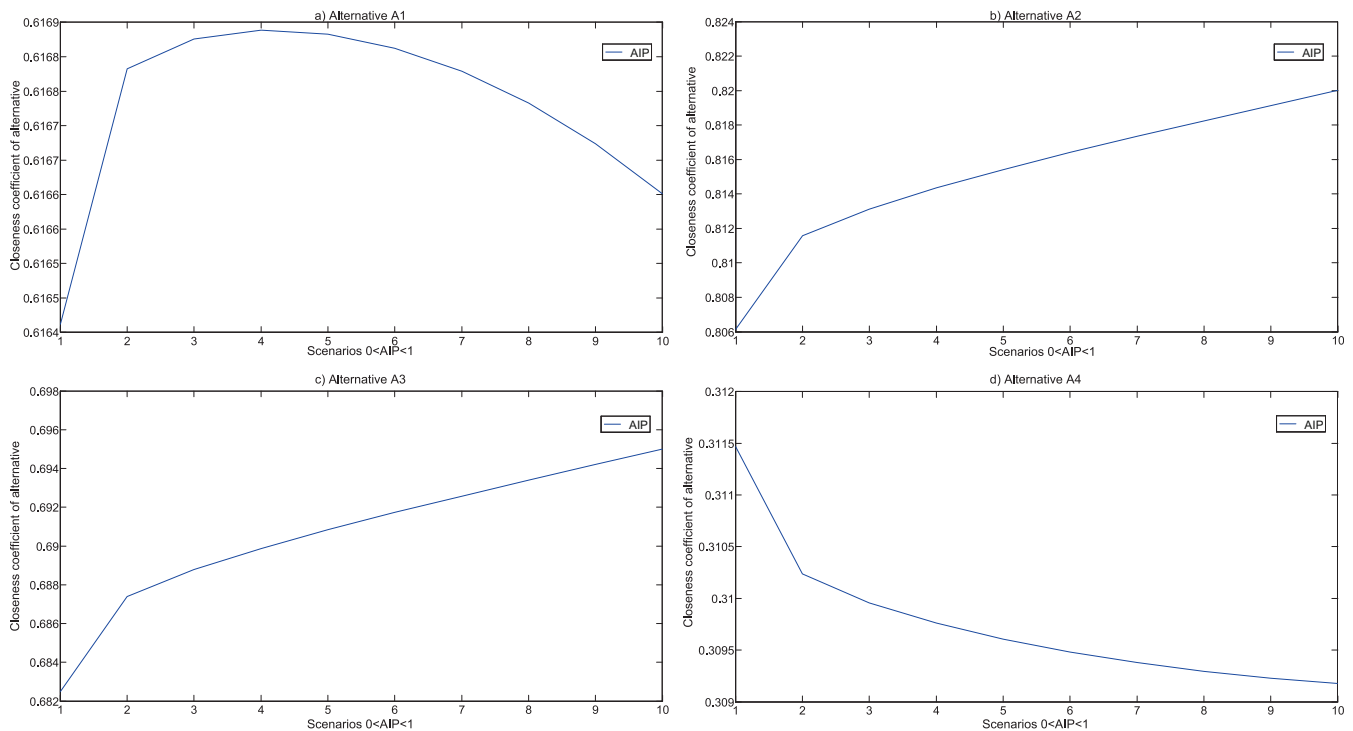 a) Alternative A1
0.6169
0.6168
0.6168
0.6167
0.6167
0.6166
0.6166
0.6165
0.6165
0.6164
Closeness coefficient of alternative
AIP
1 2 3 4 5 6 7 8 9 10
Scenarios 0<AIP<1
b) Alternative A2
0.824
0.822
0.82
0.818
0.816
0.814
0.812
0.81
0.808
0.806
Closeness coefficient of alternative
AIP
1 2 3 4 5 6 7 8 9 10
Scenarios 0<AIP<1
c) Alternative A3
0.698
0.696
0.694
0.692
0.69
0.688
0.686
0.684
0.682
Closeness coefficient of alternative
AIP
1 2 3 4 5 6 7 8 9 10
Scenarios 0<AIP<1
d) Alternative A4
0.312
0.3115
0.311
0.3105
0.31
0.3095
0.309
Closeness coefficient of alternative
AIP
1 2 3 4 5 6 7 8 9 10
Scenarios 0<AIP<1